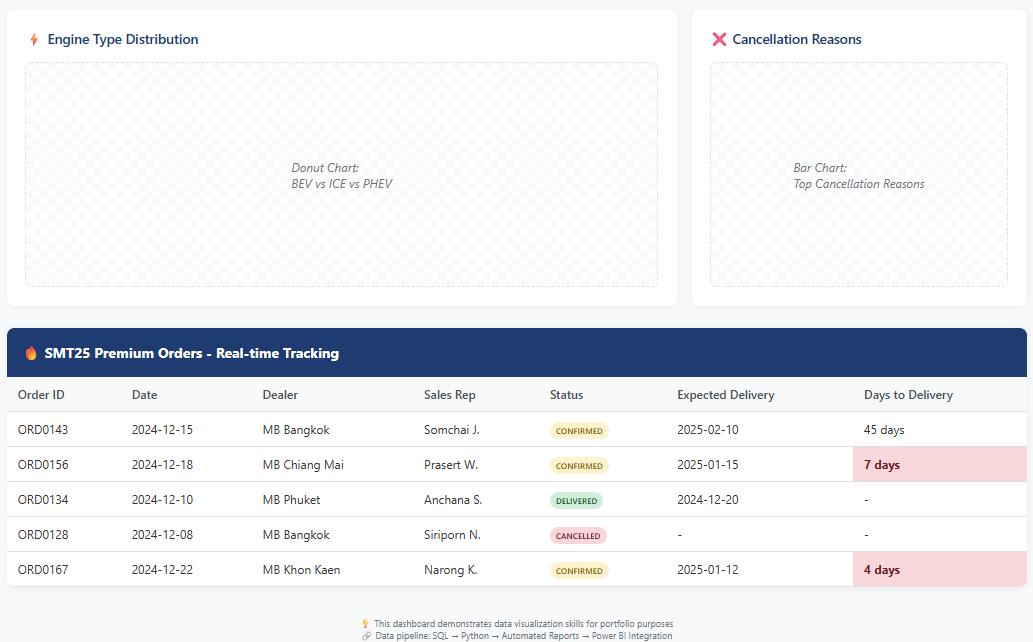 ⚡ Engine Type Distribution
Donut Chart:
BEV vs ICE vs PHEV
❌ Cancellation Reasons
Bar Chart:
Top Cancellation Reasons
🔥 SMT25 Premium Orders - Real-time Tracking
Order ID Date Dealer Sales Rep Status Expected Delivery Days to Delivery
ORD0143 2024-12-15 MB Bangkok Somchai J. CONFIRMED 2025-02-10 45 days
ORD0156 2024-12-18 MB Chiang Mai Prasert W. CONFIRMED 2025-01-15 7 days
ORD0134 2024-12-10 MB Phuket Anchana S. DELIVERED 2024-12-20 -
ORD0128 2024-12-08 MB Bangkok Siriporn N. CANCELLED - -
ORD0167 2024-12-22 MB Khon Kaen Narong K. CONFIRMED 2025-01-12 4 days
💡 This dashboard demonstrates data visualization skills for portfolio purposes
🔗 Data pipeline: SQL → Python → Automated Reports → Power BI Integration